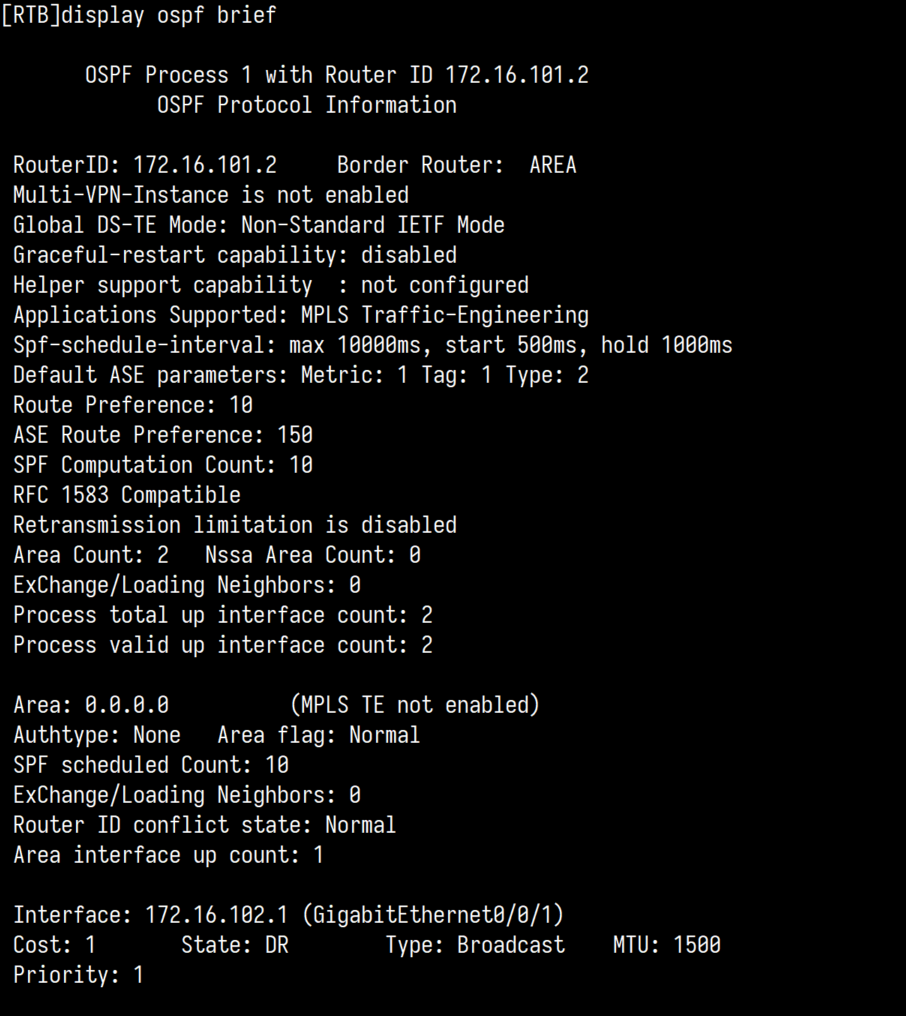 [RTB]display ospf brief
OSPF Process 1 with Router ID 172.16.101.2
OSPF Protocol Information
RouterID: 172.16.101.2     Border Router:  AREA
Multi-VPN-Instance is not enabled
Global DS-TE Mode: Non-Standard IETF Mode
Graceful-restart capability: disabled
Helper support capability  : not configured
Applications Supported: MPLS Traffic-Engineering
Spf-schedule-interval: max 10000ms, start 500ms, hold 1000ms
Default ASE parameters: Metric: 1 Tag: 1 Type: 2
Route Preference: 10
ASE Route Preference: 150
SPF Computation Count: 10
RFC 1583 Compatible
Retransmission limitation is disabled
Area Count: 2   Nssa Area Count: 0
ExChange/Loading Neighbors: 0
Process total up interface count: 2
Process valid up interface count: 2
Area: 0.0.0.0          (MPLS TE not enabled)
Authtype: None   Area flag: Normal
SPF scheduled Count: 10
ExChange/Loading Neighbors: 0
Router ID conflict state: Normal
Area interface up count: 1
Interface: 172.16.102.1 (GigabitEthernet0/0/1)
Cost: 1       State: DR        Type: Broadcast    MTU: 1500
Priority: 1